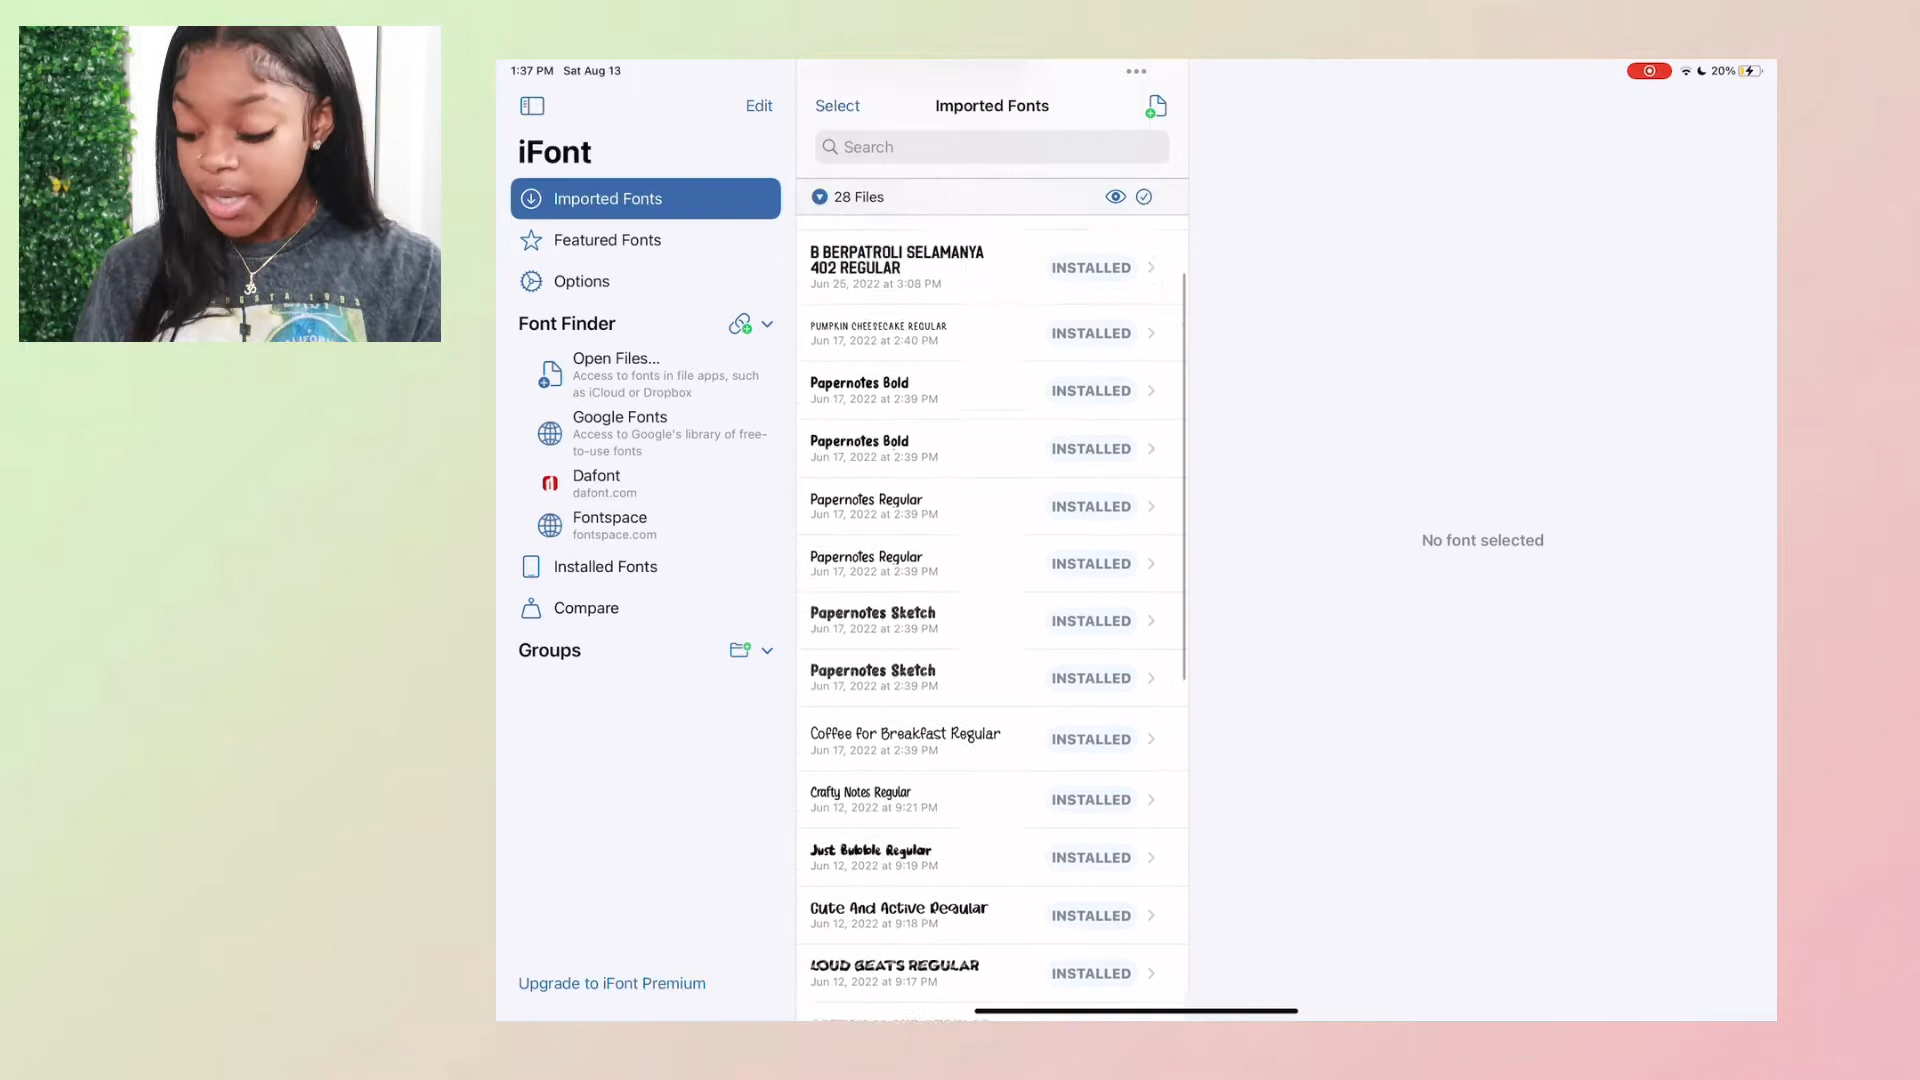 1:37 PM Sat Aug 13
20%
Edit
iFont
Imported Fonts
Featured Fonts
Options
Font Finder
Open Files...
Access to fonts in file apps, such
as iCloud or Dropbox
Google Fonts
Access to Google's library of free-
to-use fonts
Dafont
dafont.com
Fontspace
fontspace.com
Installed Fonts
Compare
Groups
Upgrade to iFont Premium
Select
Imported Fonts
Search
28 Files
B BERPATROLI SELAMANYA
402 REGULAR
Jun 25, 2022 at 3:08 PM
INSTALLED
PUMPKIN CHEESECAKE REGULAR
Jun 17, 2022 at 2:40 PM
INSTALLED
Papernotes Bold
Jun 17, 2022 at 2:39 PM
INSTALLED
Papernotes Bold
Jun 17, 2022 at 2:39 PM
INSTALLED
Papernotes Regular
Jun 17, 2022 at 2:39 PM
INSTALLED
Papernotes Regular
Jun 17, 2022 at 2:39 PM
INSTALLED
Papernotes Sketch
Jun 17, 2022 at 2:39 PM
INSTALLED
Papernotes Sketch
Jun 17, 2022 at 2:39 PM
INSTALLED
Coffee for Breakfast Regular
Jun 17, 2022 at 2:39 PM
INSTALLED
Crafty Notes Regular
Jun 12, 2022 at 9:21 PM
INSTALLED
Just Bubble Regular
Jun 12, 2022 at 9:19 PM
INSTALLED
Cute And Active Regular
Jun 12, 2022 at 9:18 PM
INSTALLED
LOUD BEATS REGULAR
Jun 12, 2022 at 9:17 PM
INSTALLED
No font selected